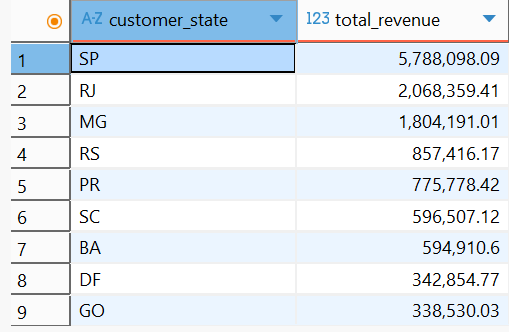 A-Z customer_state 123 total_revenue
1 SP 5,788,098.09
2 RJ 2,068,359.41
3 MG 1,804,191.01
4 RS 857,416.17
5 PR 775,778.42
6 SC 596,507.12
7 BA 594,910.6
8 DF 342,854.77
9 GO 338,530.03